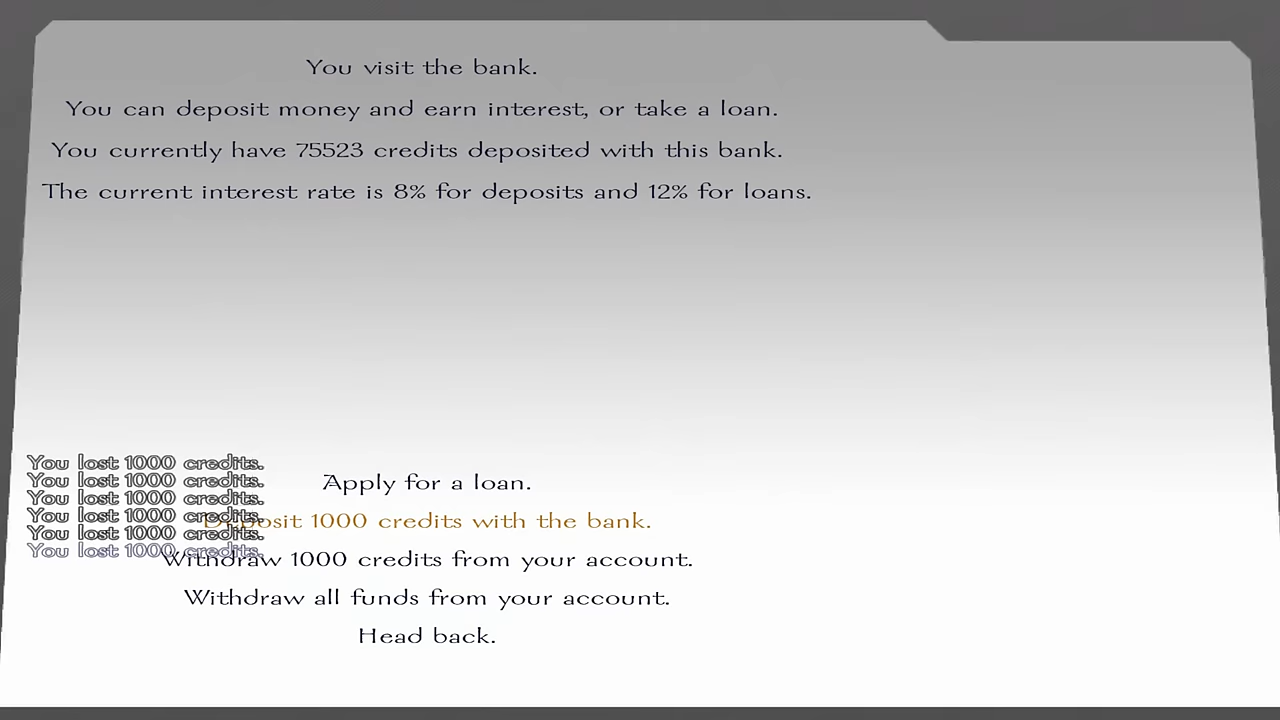 You visit the bank.
You can deposit money and earn interest, or take a loan.
You currently have 75523 credits deposited with this bank.
The current interest rate is 8% for deposits and 12% for loans.
You lost 1000 credits.
You lost 1000 credits.
You lost 1000 credits.
You lost 1000 credits.
You lost 1000 credits.
You lost 1000 credits.
Apply for a loan.
Deposit 1000 credits with the bank.
Withdraw 1000 credits from your account.
Withdraw all funds from your account.
Head back.